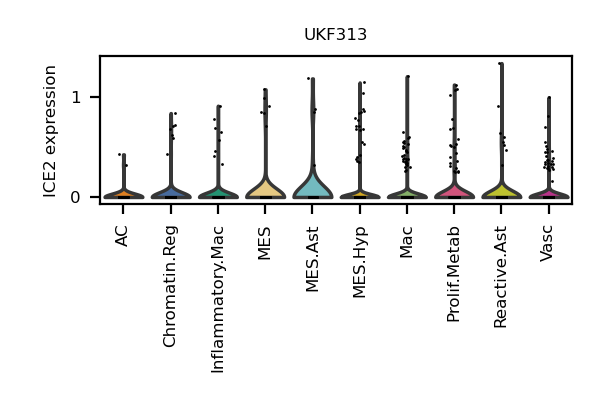 UKF313
ICE2 expression
1
0
AC
Chromatin.Reg
Inflammatory.Mac
MES
MES.Ast
MES.Hyp
Mac
Prolif.Metab
Reactive.Ast
Vasc